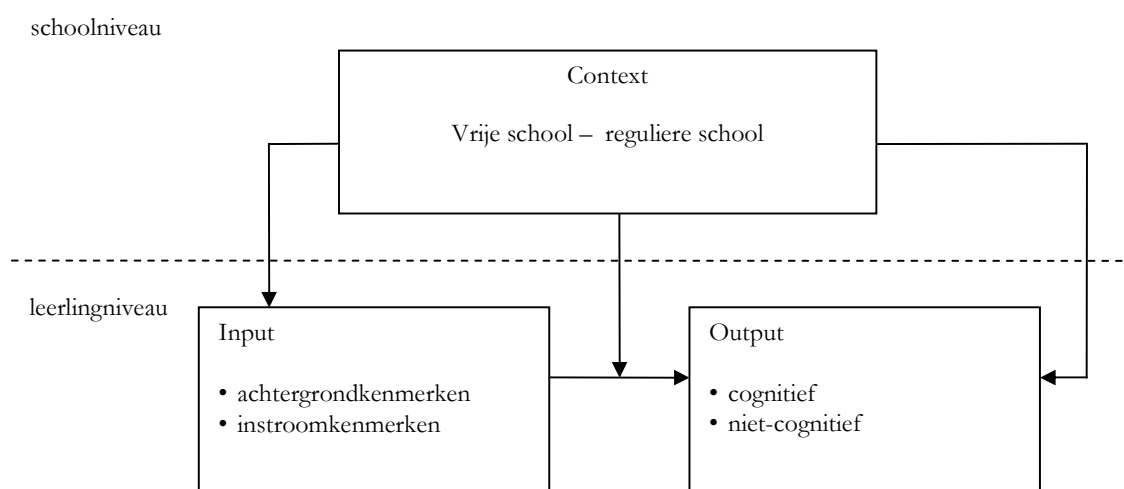 schoolniveau
Context
Vrije school – reguliere school
leerlingniveau
Input
• achtergrondkenmerken
• instroomkenmerken
Output
• cognitief
• niet-cognitief